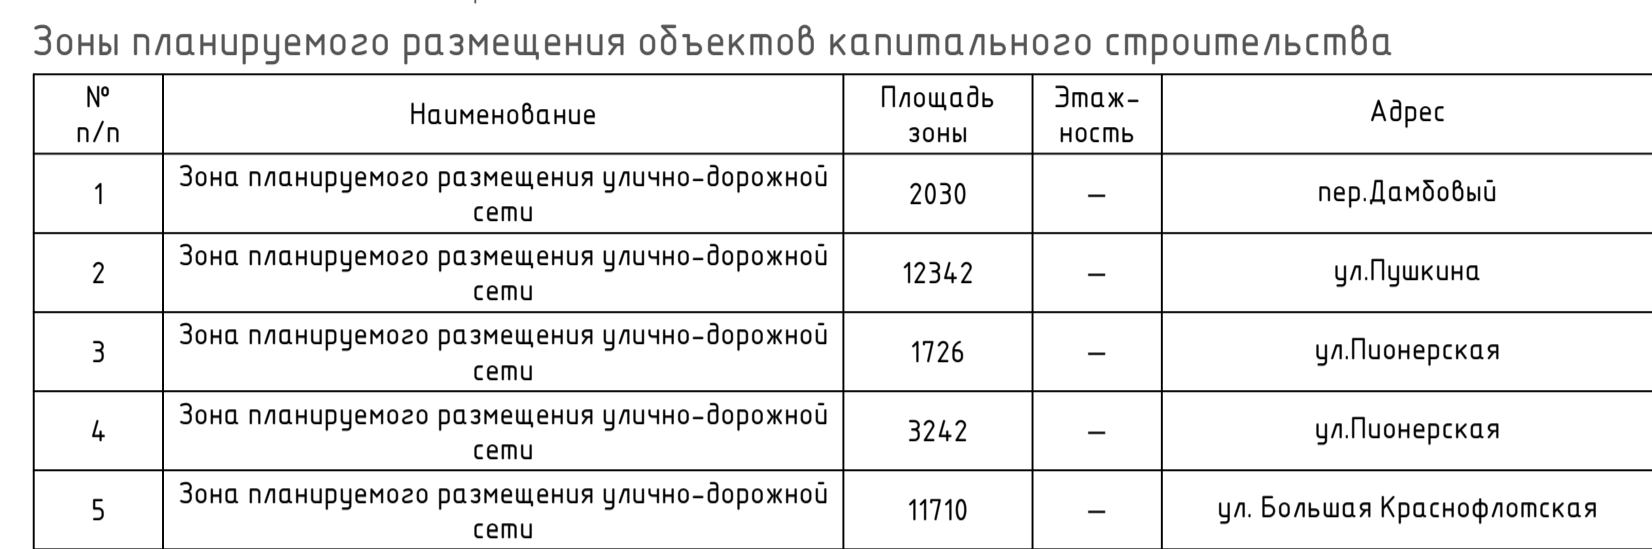 Зоны планируемого размещения объектов капитального строительства
№ п/п Наименование Площадь зоны Этаж- ность Адрес
1 Зона планируемого размещения улично-дорожной сети 2030 – пер.Дамбовый
2 Зона планируемого размещения улично-дорожной сети 12342 – ул.Пушкина
3 Зона планируемого размещения улично-дорожной сети 1726 – ул.Пионерская
4 Зона планируемого размещения улично-дорожной сети 3242 – ул.Пионерская
5 Зона планируемого размещения улично-дорожной сети 11710 – ул. Большая Краснофлотская